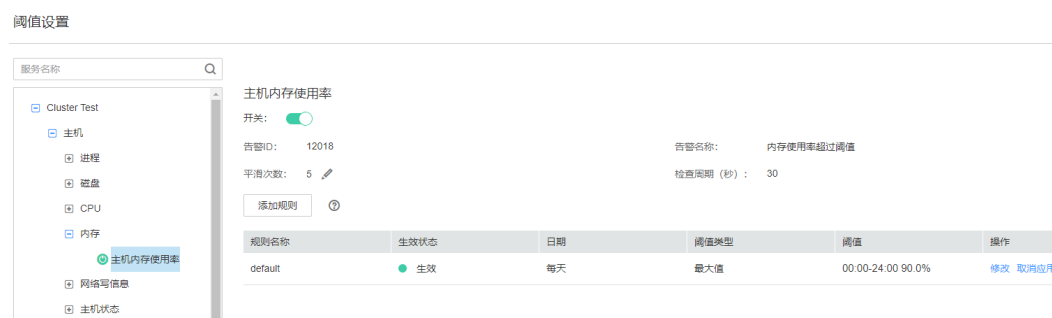 阈值设置
服务名称
Cluster Test
主机
进程
磁盘
CPU
内存
主机内存使用率
网络写信息
主机状态
主机内存使用率
开关：
告警ID： 12018 告警名称： 内存使用率超过阈值
平滑次数： 5 检查周期（秒）： 30
添加规则
规则名称 生效状态 日期 阈值类型 阈值 操作
default 生效 每天 最大值 00:00-24:00 90.0% 修改 取消应用